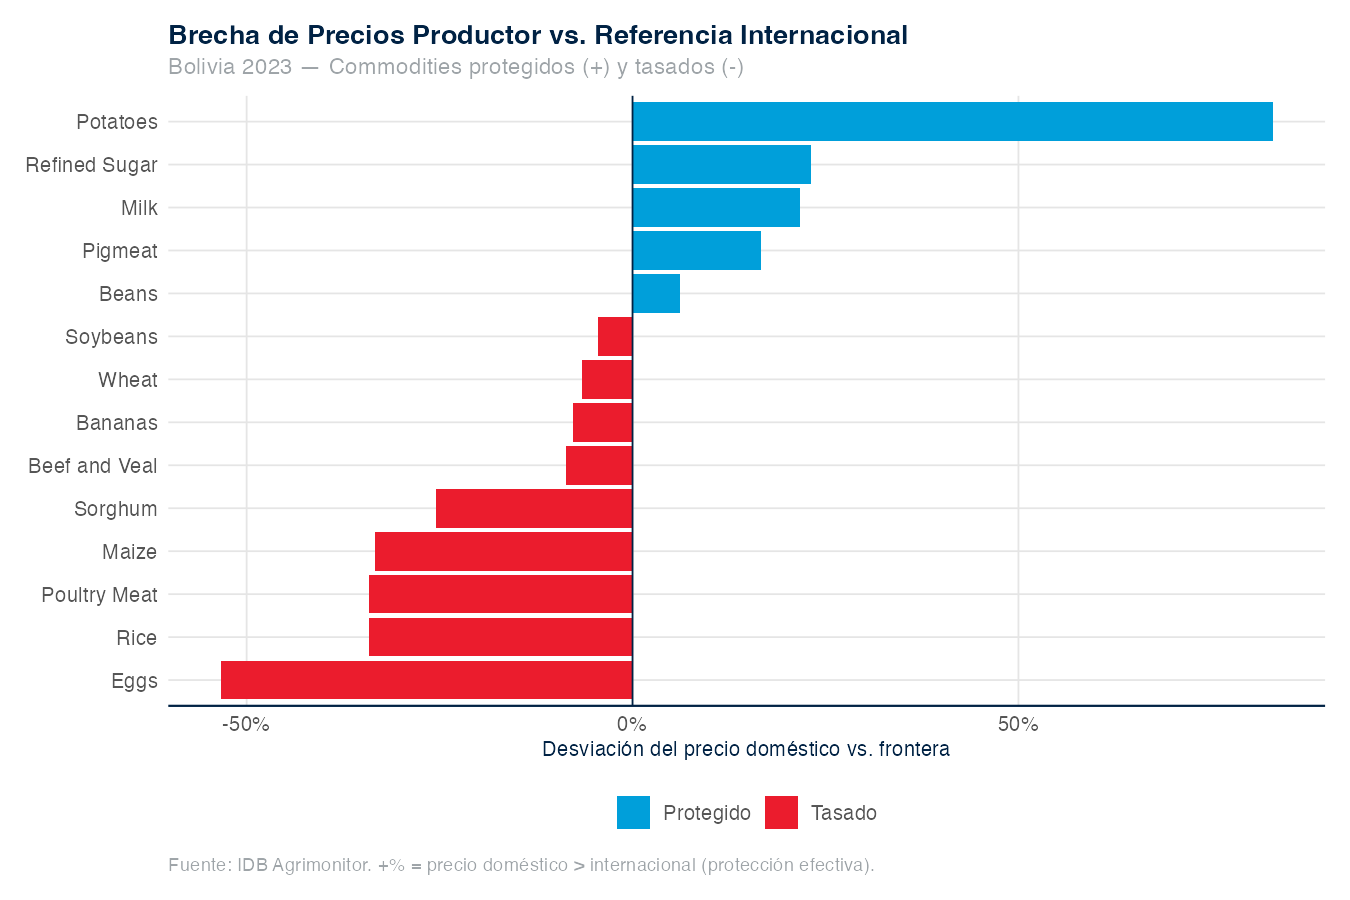 Brecha de Precios Productor vs. Referencia Internacional
Bolivia 2023 — Commodities protegidos (+) y tasados (-)
Potatoes
Refined Sugar
Milk
Pigmeat
Beans
Soybeans
Wheat
Bananas
Beef and Veal
Sorghum
Maize
Poultry Meat
Rice
Eggs
-50% 0% 50%
Desviación del precio doméstico vs. frontera
Protegido Tasado
Fuente: IDB Agrimonitor. +% = precio doméstico > internacional (protección efectiva).